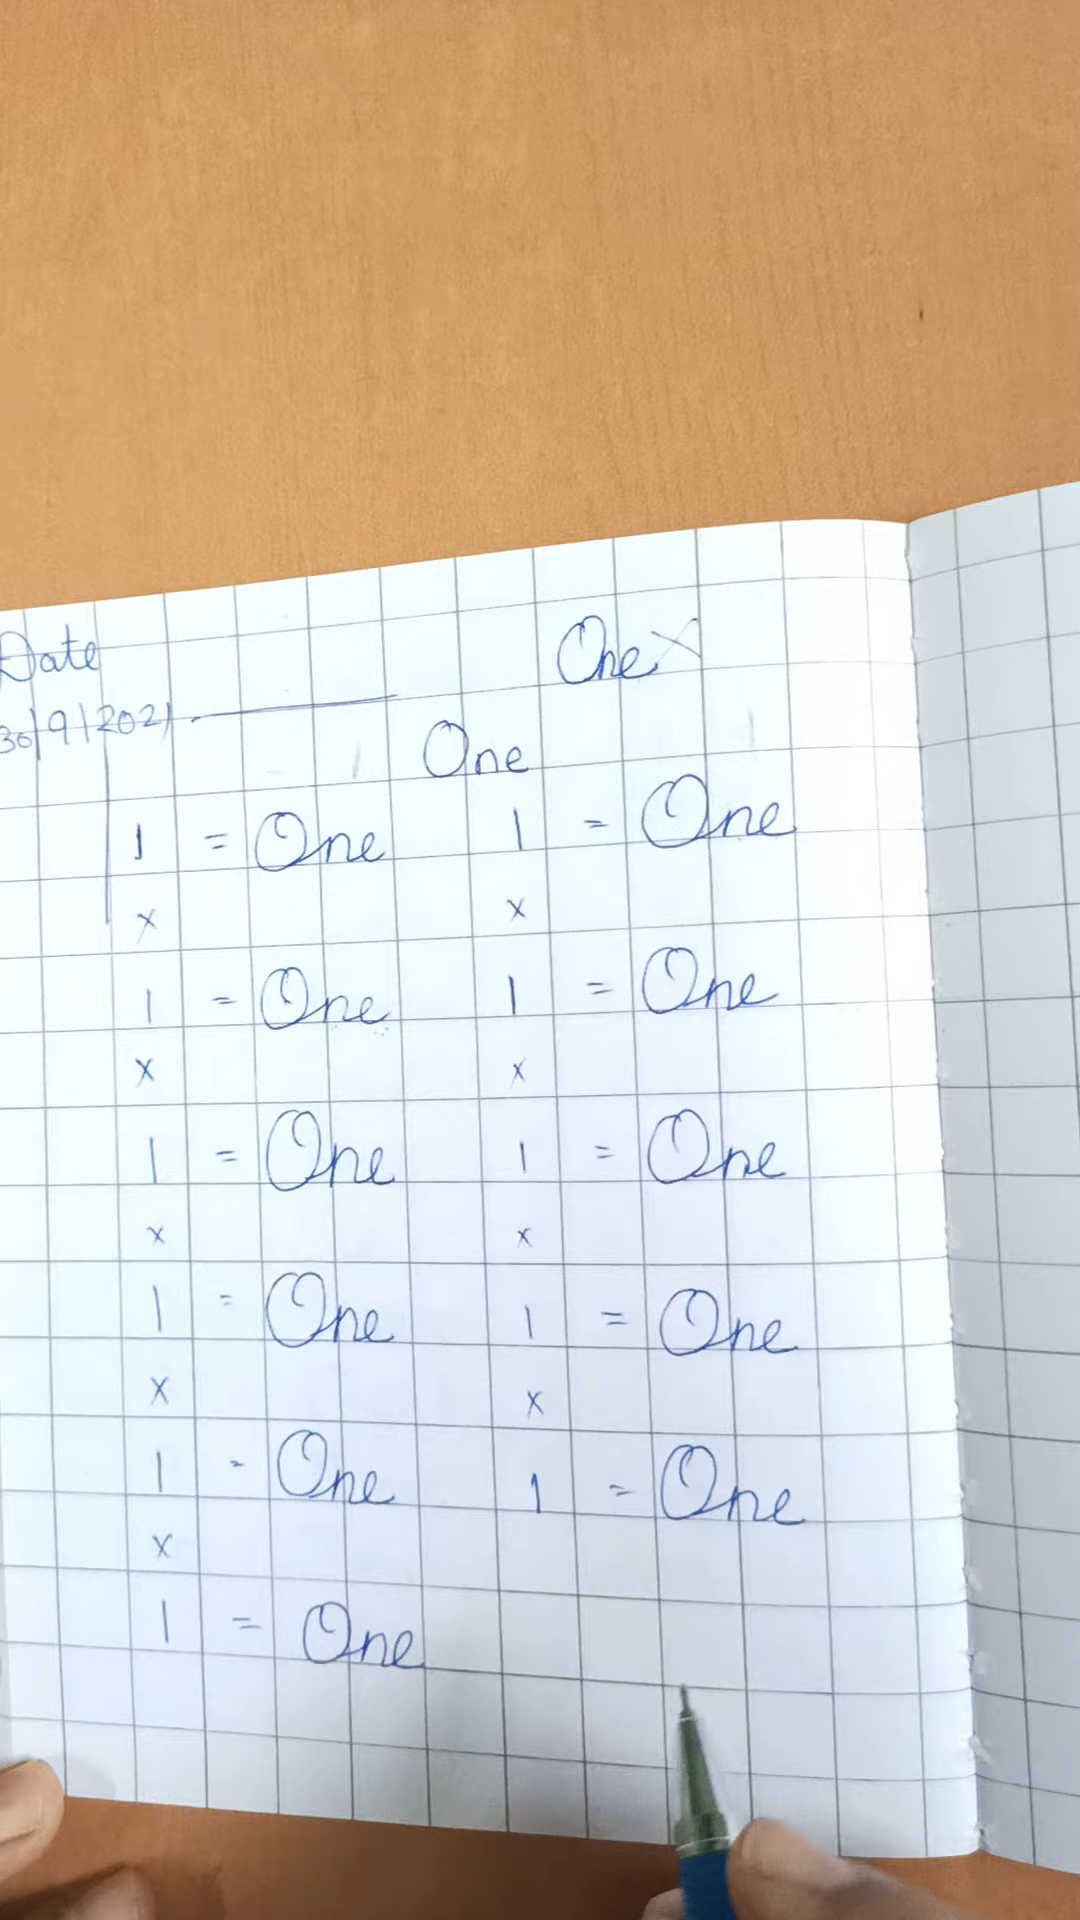 Date
One x
30/9/2021
One
1 = One 1 = One
x x
1 = One 1 = One
x x
1 = One 1 = One
x x
1 = One 1 = One
x x
1 - One 1 = One
x
1 = One